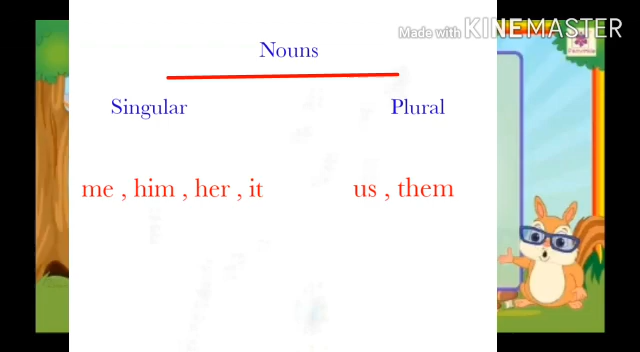 Made with KINEMASTER
Nouns
Singular Plural
me , him , her , it us , them